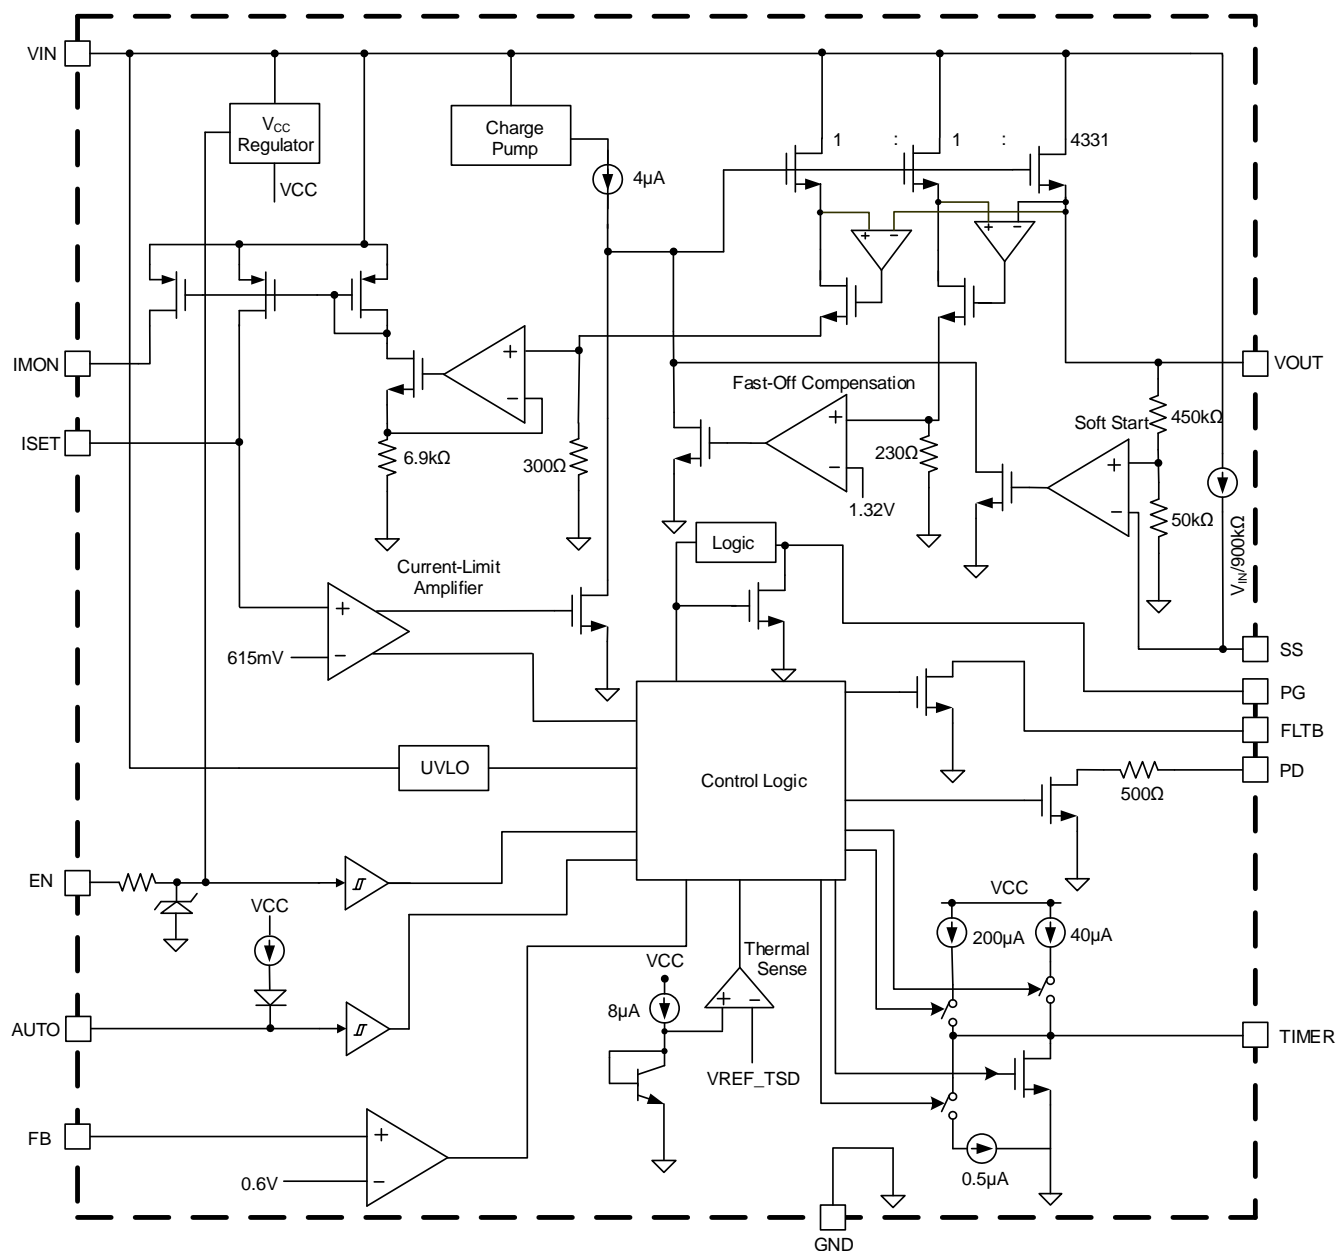 VIN
VCC
Regulator
VCC
Charge
Pump
4µA
1 : 1 : 4331
+ −
+ −
IMON
ISET
+
−
6.9kΩ
300Ω
Fast-Off Compensation
+
−
230Ω
1.32V
Soft Start
+
−
450kΩ
50kΩ
VIN/900kΩ
VOUT
Logic
Current-Limit
Amplifier
+
615mV
−
SS
PG
FLTB
PD
500Ω
UVLO
Control Logic
EN
VCC
AUTO
VCC
200µA
40µA
Thermal
Sense
VCC
8µA
+ −
VREF_TSD
TIMER
0.5µA
FB
+
0.6V
−
GND